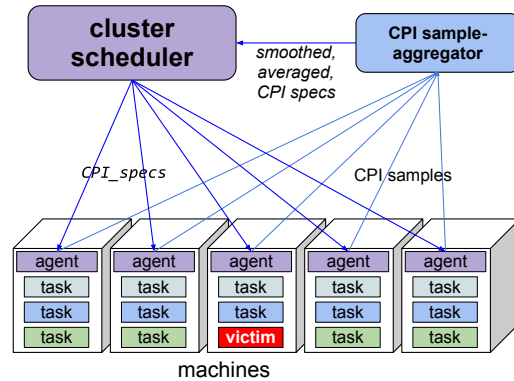 cluster
scheduler
CPI sample-
aggregator
smoothed,
averaged,
CPI specs
CPI_specs
CPI samples
agent agent agent agent agent
task task task task task
task task task task task
task task victim task task
machines